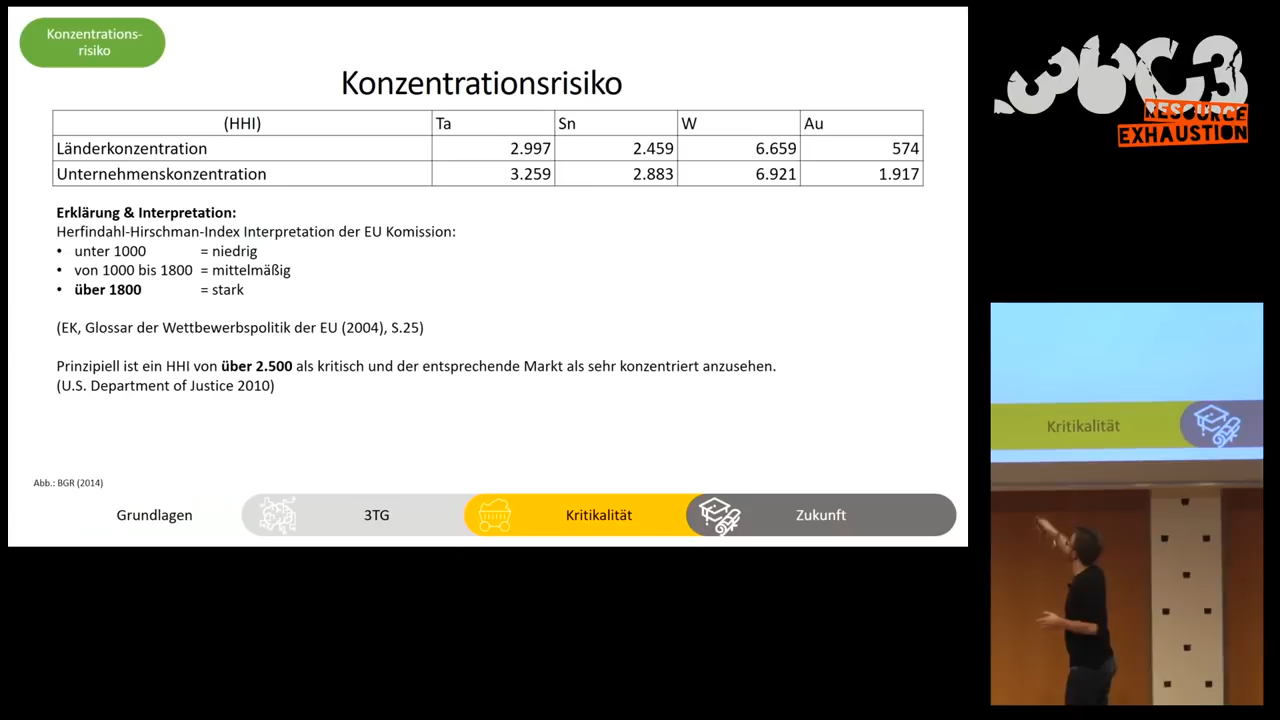 Konzentrations-
risiko
Konzentrationsrisiko
(HHI) Ta Sn W Au
Länderkonzentration 2.997 2.459 6.659 574
Unternehmenskonzentration 3.259 2.883 6.921 1.917
Erklärung & Interpretation:
Herfindahl-Hirschman-Index Interpretation der EU Komission:
• unter 1000 = niedrig
• von 1000 bis 1800 = mittelmäßig
• über 1800 = stark
(EK, Glossar der Wettbewerbspolitik der EU (2004), S.25)
Prinzipiell ist ein HHI von über 2.500 als kritisch und der entsprechende Markt als sehr konzentriert anzusehen.
(U.S. Department of Justice 2010)
Abb.: BGR (2014)
Grundlagen 3TG Kritikalität Zukunft
36C3
RESOURCE
EXHAUSTION
Kritikalität